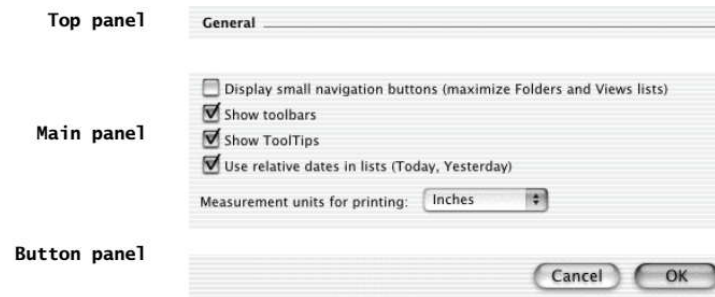 Top panel
General
Main panel
Display small navigation buttons (maximize Folders and Views lists)
Show toolbars
Show ToolTips
Use relative dates in lists (Today, Yesterday)
Measurement units for printing: Inches
Button panel
Cancel OK